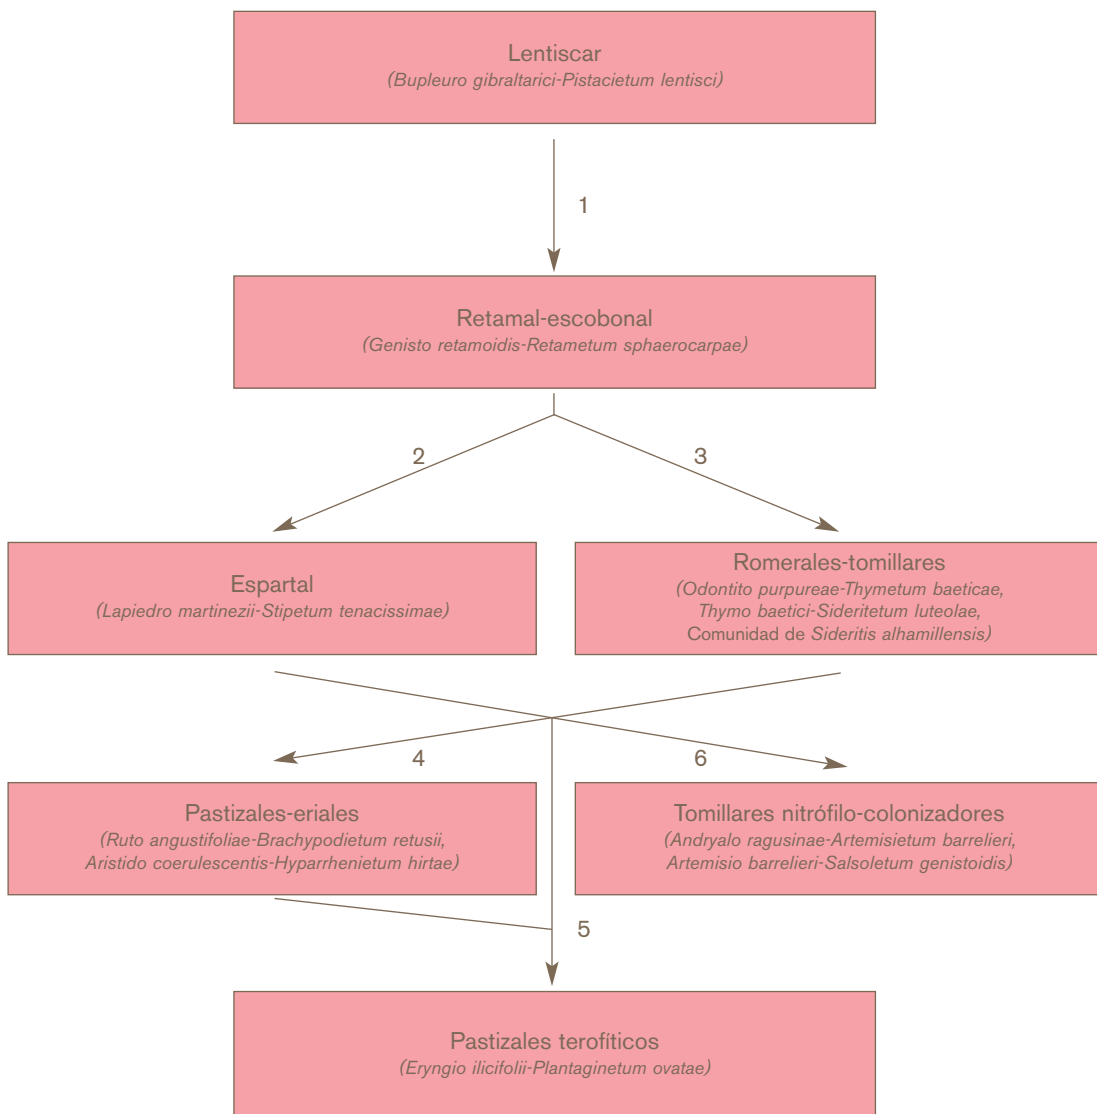 Lentiscar
(Bupleuro gibraltarici-Pistacietum lentisci)
1
Retamal-escobonal
(Genisto retamoidis-Retametum sphaerocarpae)
2
3
Espartal
(Lapiedro martinezii-Stipetum tenacissimae)
Romerales-tomillares
(Odontito purpureae-Thymetum baeticae,
Thymo baetici-Sideritetum luteolae,
Comunidad de Sideritis alhamillensis)
4
6
Pastizales-eriales
(Ruto angustifoliae-Brachypodietum retusii,
Aristido coerulescentis-Hyparrhenietum hirtae)
Tomillares nitrófilo-colonizadores
(Andryalo ragusinae-Artemisietum barrelieri,
Artemisio barrelieri-Salsoletum genistoidis)
5
Pastizales terofíticos
(Eryngio ilicifolii-Plantaginetum ovatae)